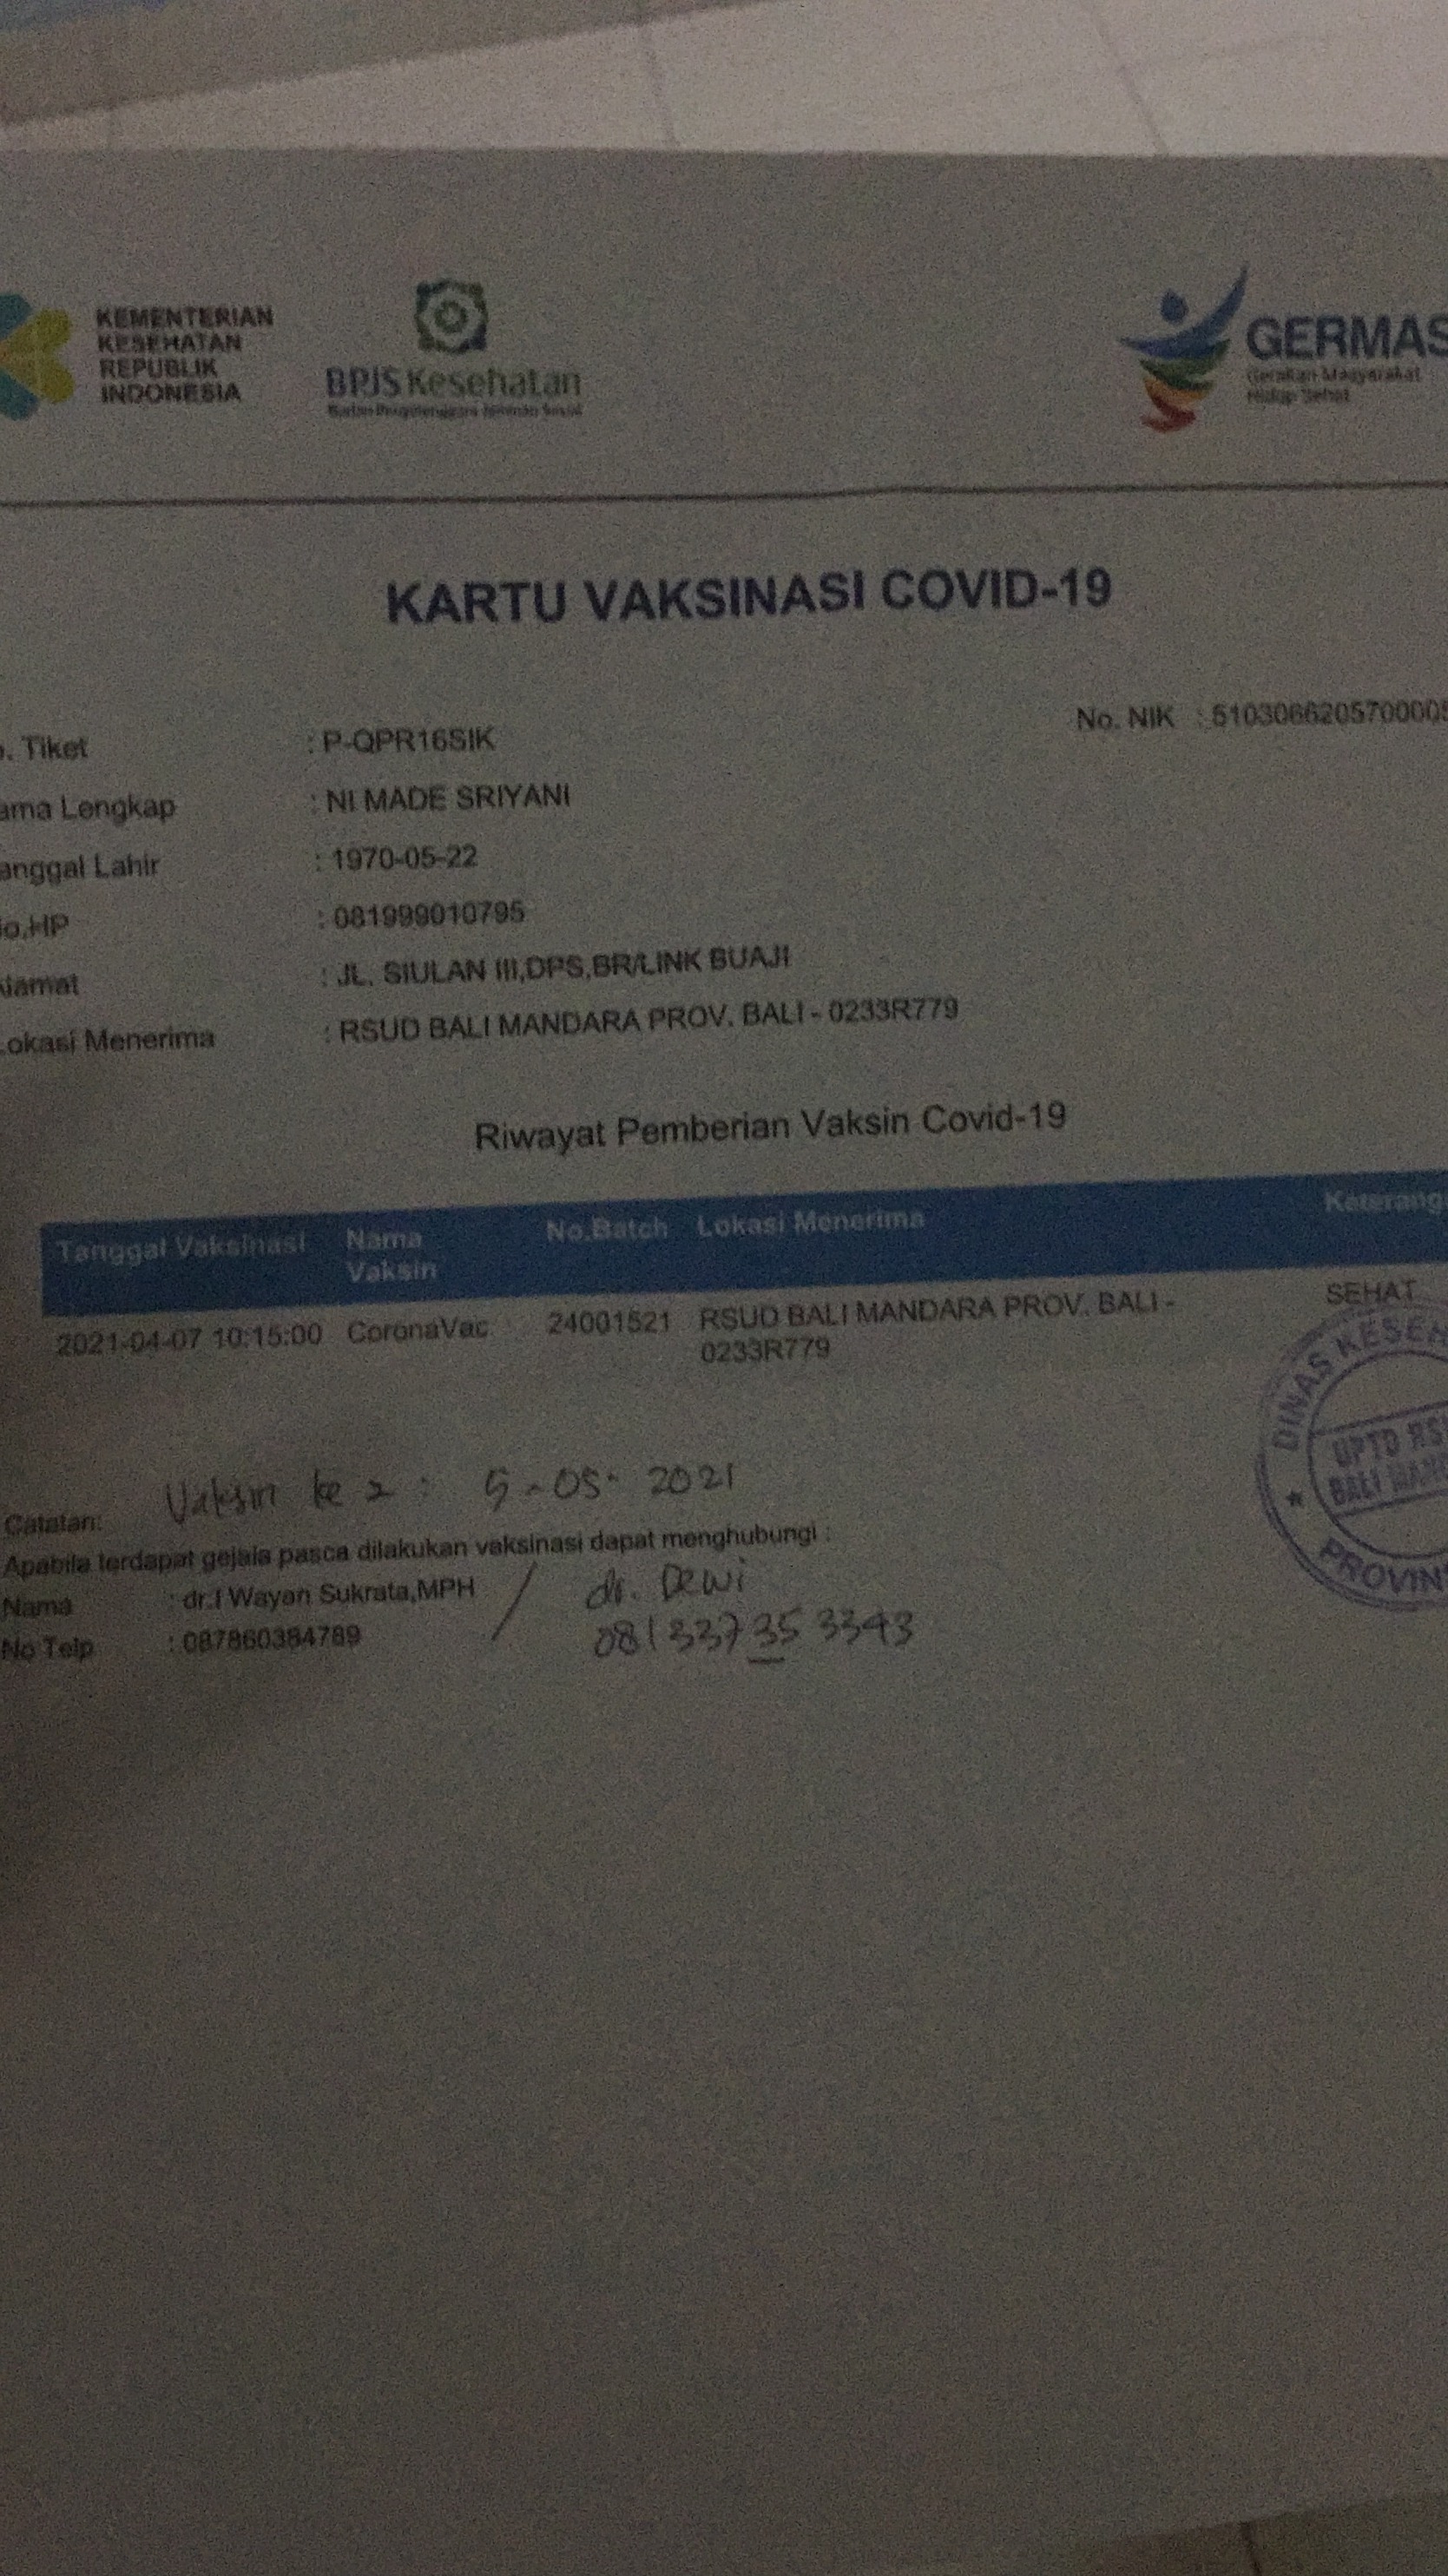 KEMENTERIAN
KESEHATAN
REPUBLIK
INDONESIA
BPJS Kesehatan
Badan Penyelenggara Jaminan Sosial
GERMAS
Gerakan Masyarakat
Hidup Sehat
KARTU VAKSINASI COVID-19
No. NIK : 510306620570000
. Tiket : P-QPR16SIK
ama Lengkap : NI MADE SRIYANI
anggal Lahir : 1970-05-22
o.HP : 081999010795
lamat : JL. SIULAN III,DPS,BR/LINK BUAJI
okasi Menerima : RSUD BALI MANDARA PROV. BALI - 0233R779
Riwayat Pemberian Vaksin Covid-19
Tanggal Vaksinasi Nama Vaksin No.Batch Lokasi Menerima Keterang
2021-04-07 10:15:00 CoronaVac 24001521 RSUD BALI MANDARA PROV. BALI - SEHAT
0233R779
DINAS KESEH
UPTD RS
BALI MAN
PROVIN
Vaksin ke 2 : 5-05-2021
Catatan:
Apabila terdapat gejala pasca dilakukan vaksinasi dapat menghubungi :
Nama : dr.I Wayan Sukrata,MPH / dr. Dewi
No Telp : 087860384789 081337353343